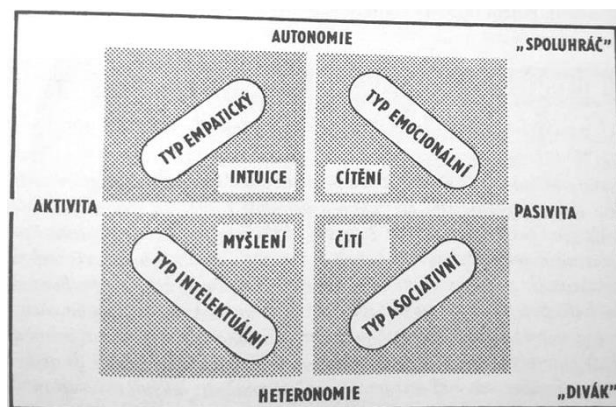 AUTONOMIE
„SPOLUHRÁČ"
TYP EMPATICKÝ
TYP EMOCIONÁLNÍ
INTUICE
CÍTĚNÍ
AKTIVITA
PASIVITA
MYŠLENÍ
ČITÍ
TYP INTELEKTUÁLNÍ
TYP ASOCIATIVNÍ
HETERONOMIE
„DIVÁK"